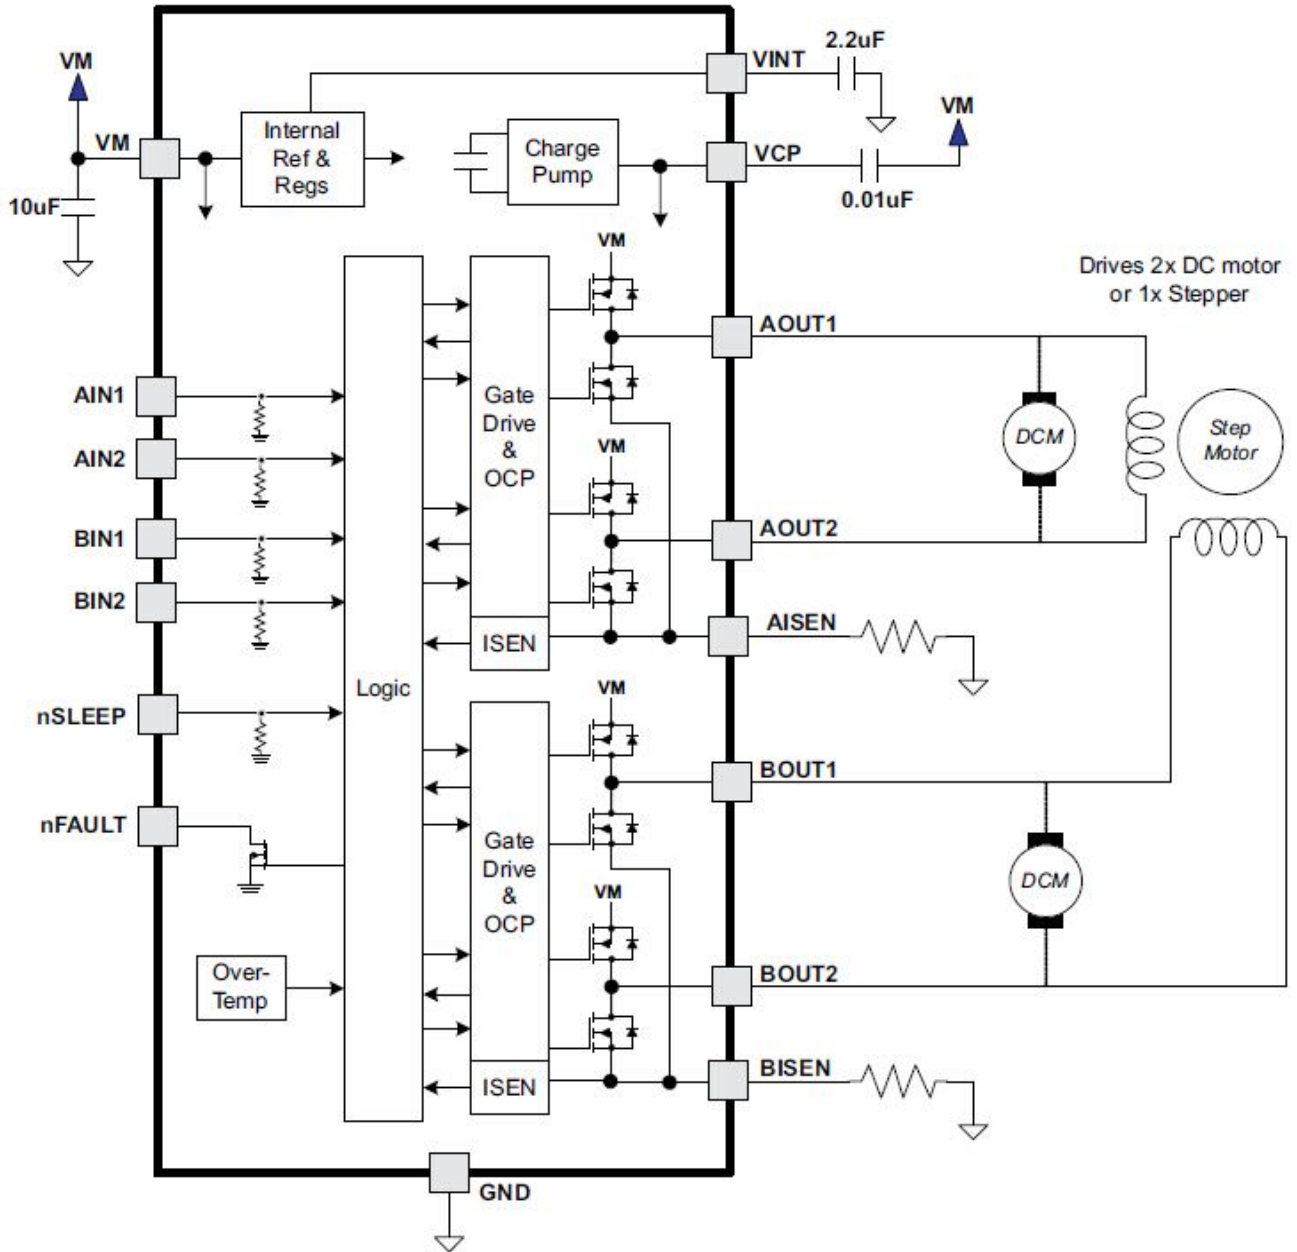 2.2uF
VINT
VM
VM
VM
Internal
Ref &
Regs
Charge
Pump
VCP
10uF
0.01uF
VM
Drives 2x DC motor
or 1x Stepper
AOUT1
AIN1
Gate
Drive
&
OCP
DCM
Step
Motor
AIN2
VM
BIN1
AOUT2
BIN2
ISEN
AISEN
Logic
VM
nSLEEP
BOUT1
nFAULT
Gate
Drive
&
OCP
DCM
VM
Over-
Temp
BOUT2
ISEN
BISEN
GND